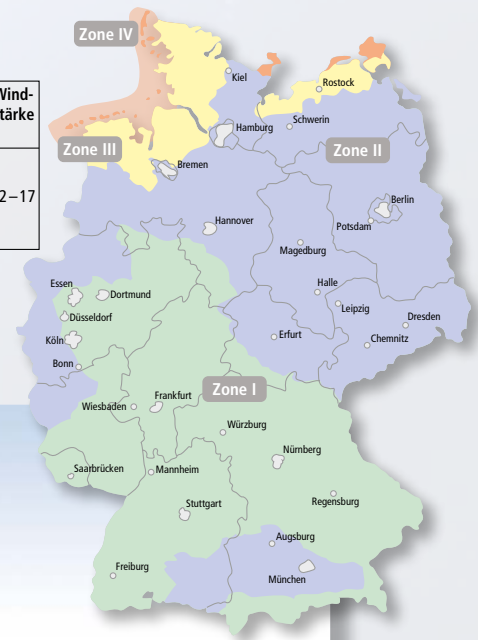 Zone IV
Kiel
Rostock
Wind-
stärke
Hamburg
Schwerin
Zone III
Zone II
Bremen
2–17
Berlin
Hannover
Potsdam
Magedburg
Essen
Dortmund
Halle
Leipzig
Düsseldorf
Dresden
Köln
Erfurt
Chemnitz
Bonn
Zone I
Frankfurt
Wiesbaden
Würzburg
Nürnberg
Saarbrücken
Mannheim
Regensburg
Stuttgart
Augsburg
Freiburg
München